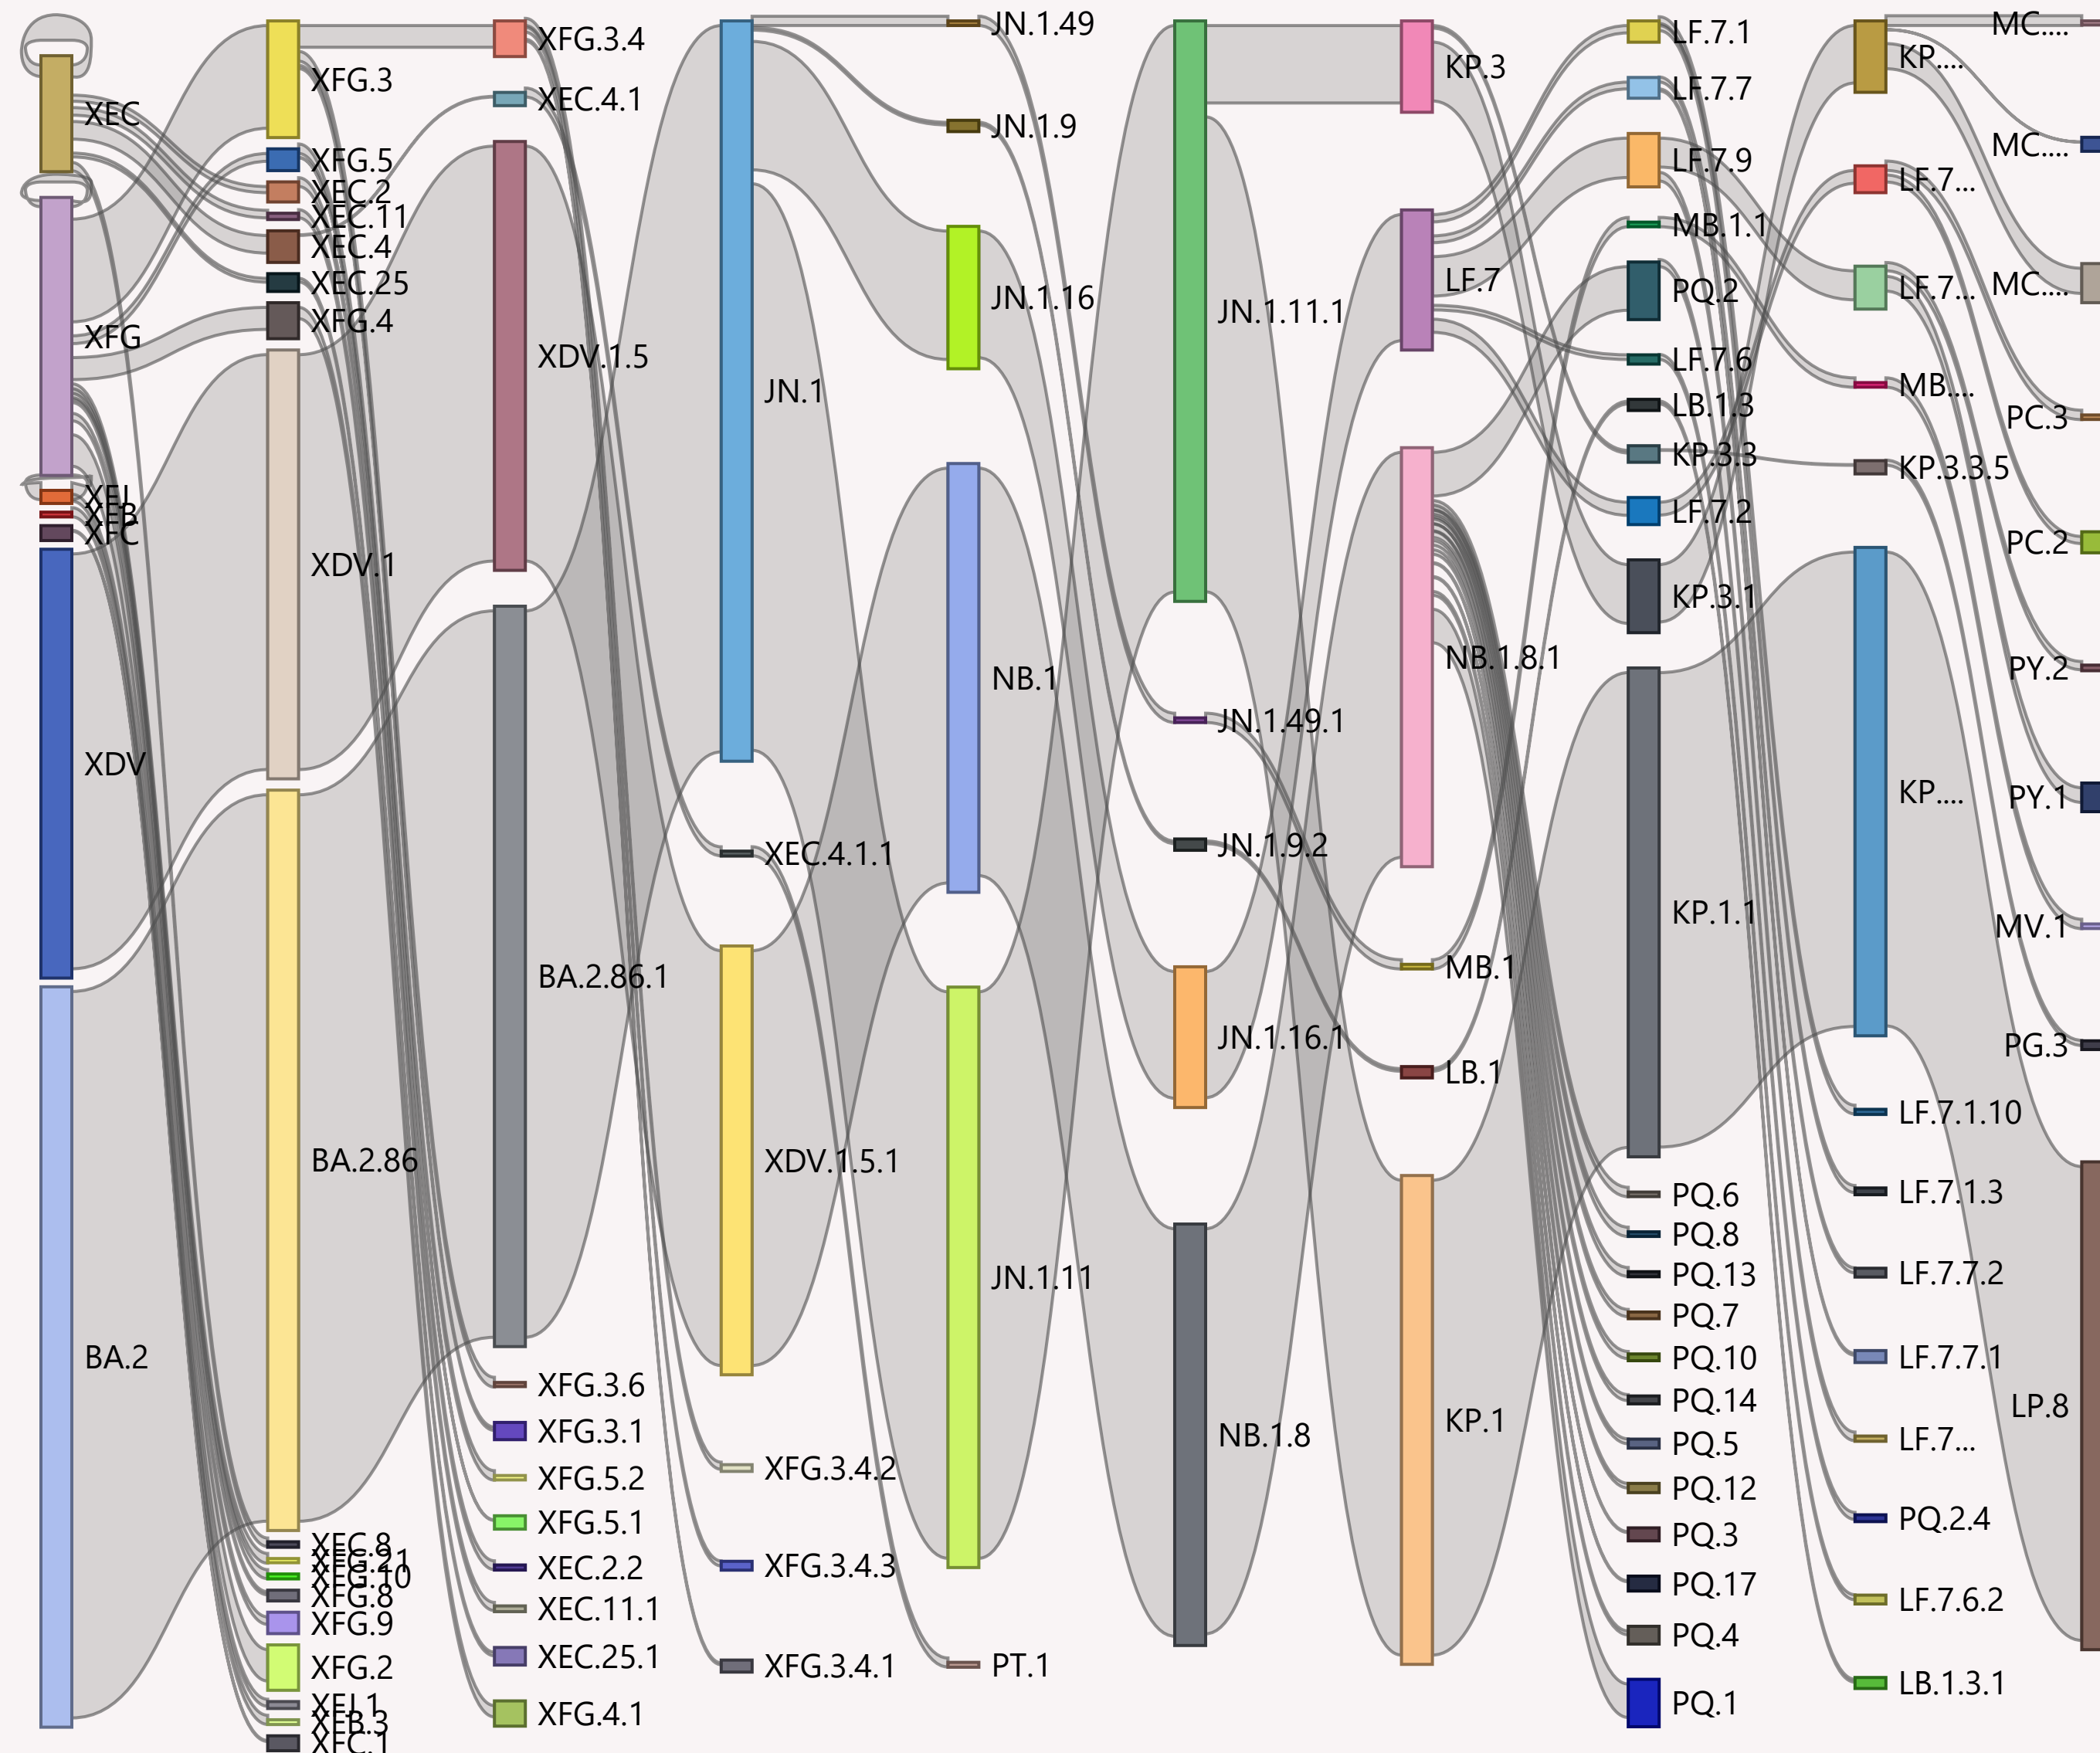 XEC
XFG
XEJ
XEB
XFC
XDV
BA.2
XFG.3
XFG.5
XEC.2
XEC.11
XEC.4
XEC.25
XFG.4
XDV.1
BA.2.86
XEC.8
XFG.21
XFG.10
XFG.8
XFG.9
XFG.2
XEJ.1
XEB.3
XFC.1
XFG.3.4
XEC.4.1
XDV.1.5
BA.2.86.1
XFG.3.6
XFG.3.1
XFG.5.2
XFG.5.1
XEC.2.2
XEC.11.1
XEC.25.1
XFG.4.1
JN.1
XEC.4.1.1
XDV.1.5.1
XFG.3.4.2
XFG.3.4.3
XFG.3.4.1
JN.1.49
JN.1.9
JN.1.16
NB.1
JN.1.11
PT.1
JN.1.11.1
JN.1.49.1
JN.1.9.2
JN.1.16.1
NB.1.8
KP.3
LF.7
NB.1.8.1
MB.1
LB.1
KP.1
LF.7.1
LF.7.7
LF.7.9
MB.1.1
PQ.2
LF.7.6
LB.1.3
KP.3.3
LF.7.2
KP.3.1
KP.1.1
PQ.6
PQ.8
PQ.13
PQ.7
PQ.10
PQ.14
PQ.5
PQ.12
PQ.3
PQ.17
PQ.4
PQ.1
KP....
LF.7...
LF.7...
MB....
KP.3.3.5
KP....
LF.7.1.10
LF.7.1.3
LF.7.7.2
LF.7.7.1
LF.7...
PQ.2.4
LF.7.6.2
LB.1.3.1
MC....
MC....
MC....
PC.3
PC.2
PY.2
PY.1
MV.1
PG.3
LP.8